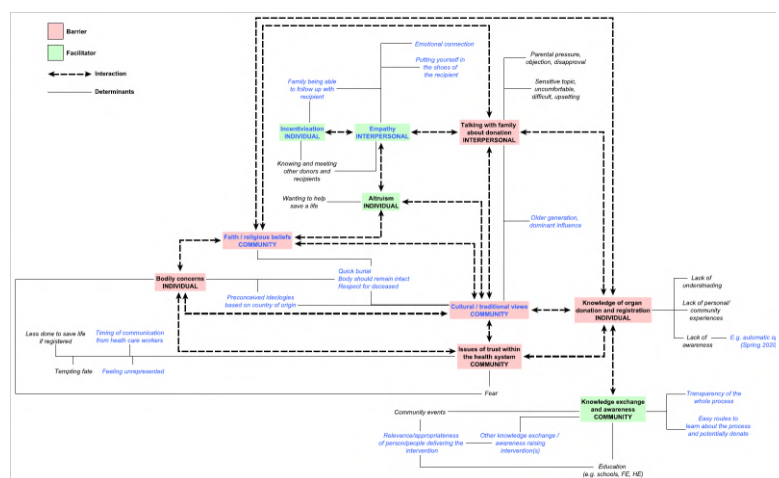 Barrier
Facilitator
Interaction
Determinants
Emotional connection
Putting yourself in
the shoes of
the recipient
Parental pressure,
objection, disapproval
Sensitive topic,
uncomfortable,
difficult, upsetting
Family being able
to follow up with
recipient
Incentivisation
INDIVIDUAL
Empathy
INTERPERSONAL
Talking with family
about donation
INTERPERSONAL
Knowing and meeting
other donors and
recipients
Wanting to help
save a life
Altruism
INDIVIDUAL
Older generation,
dominant influence
Faith / religious beliefs
COMMUNITY
Bodily concerns
INDIVIDUAL
Quick burial
Body should remain intact
Respect for deceased
Preconceived ideologies
based on country of origin
Cultural / traditional views
COMMUNITY
Knowledge of organ
donation and registration
INDIVIDUAL
Lack of
understnading
Lack of personal/
community
experiences
Lack of
awareness
E.g. automatic op
(Spring 2020
Less done to save life
if registered
Timing of communication
from heath care workers
Tempting fate
Feeling unrepresented
Issues of trust within
the health system
COMMUNITY
Fear
Knowledge exchange
and awareness
COMMUNITY
Transparency of the
whole process
Easy routes to
learn about the process
and potentially donate
Community events
Relevance/appropriateness
of person/people delivering the
intervention
Other knowledge exchange /
awareness raising
intervention(s)
Education
(e.g. schools, FE, HE)